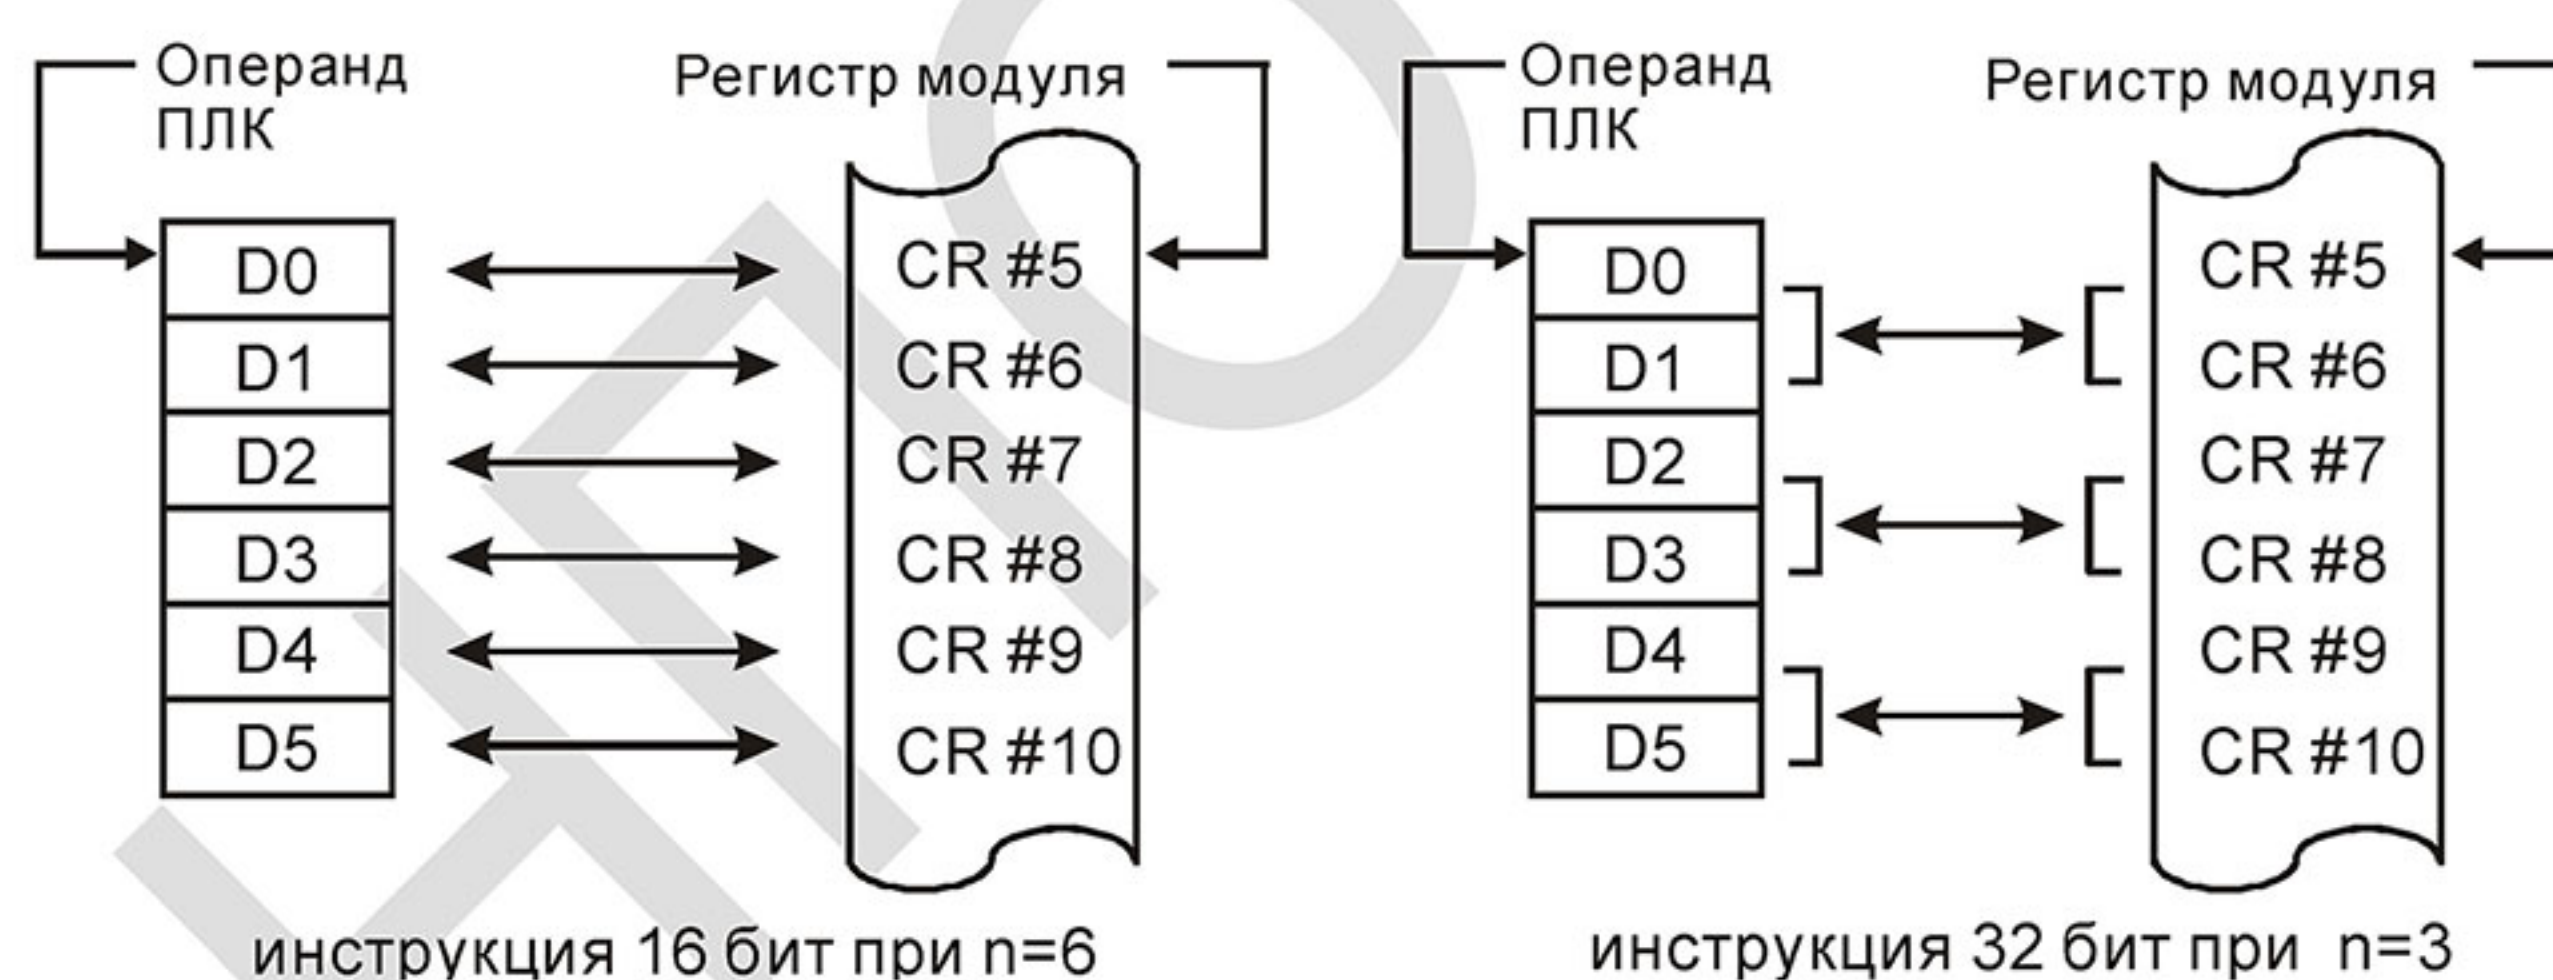 Операнд
ПЛК
Регистр модуля
D0
D1
D2
D3
D4
D5
CR #5
CR #6
CR #7
CR #8
CR #9
CR #10
инструкция 16 бит при n=6
Операнд
ПЛК
Регистр модуля
D0
D1
D2
D3
D4
D5
CR #5
CR #6
CR #7
CR #8
CR #9
CR #10
инструкция 32 бит при n=3